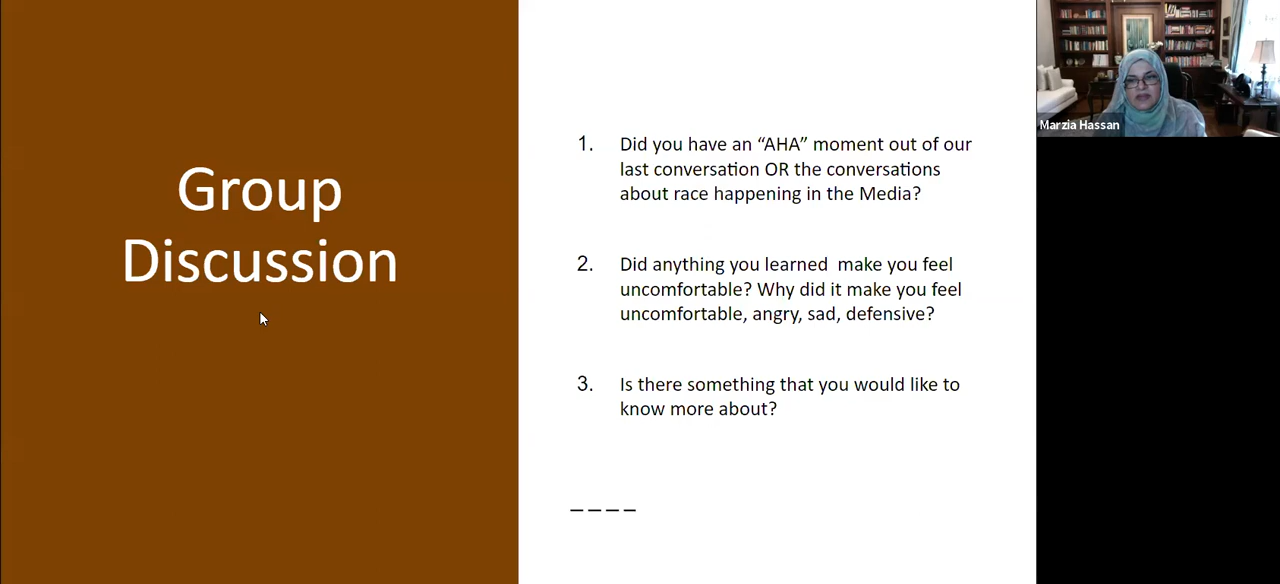 Group
Discussion
1. Did you have an “AHA” moment out of our
last conversation OR the conversations
about race happening in the Media?
2. Did anything you learned make you feel
uncomfortable? Why did it make you feel
uncomfortable, angry, sad, defensive?
3. Is there something that you would like to
know more about?
Marzia Hassan